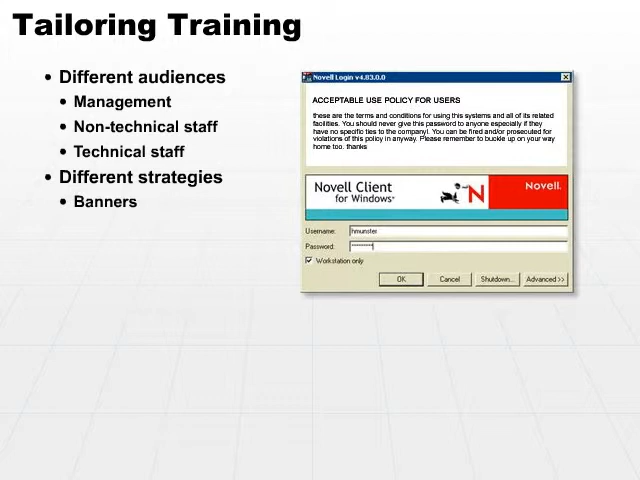 Tailoring Training
• Different audiences
• Management
• Non-technical staff
• Technical staff
• Different strategies
• Banners
Novell Login v4.83.0.0
ACCEPTABLE USE POLICY FOR USERS
these are the terms and conditions for using this systems and all of its related
facilities. You should never give this password to anyone especially if they
have no specific ties to the companyl. You can be fired and/or prosecuted for
violations of this policy in anyway. Please remember to buckle up on your way
home too. thanks
Novell Client
for Windows®
N
Novell.
Username:
hmunster
Password:
Workstation only
OK
Cancel
Shutdown...
Advanced >>